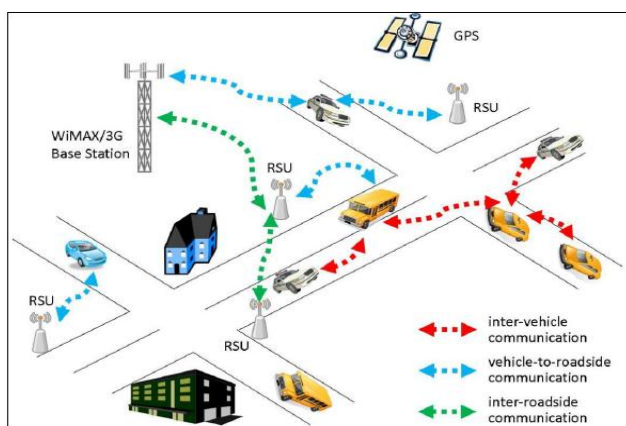 GPS
WiMAX/3G
Base Station
RSU
RSU
RSU
RSU
inter-vehicle
communication
vehicle-to-roadside
communication
inter-roadside
communication